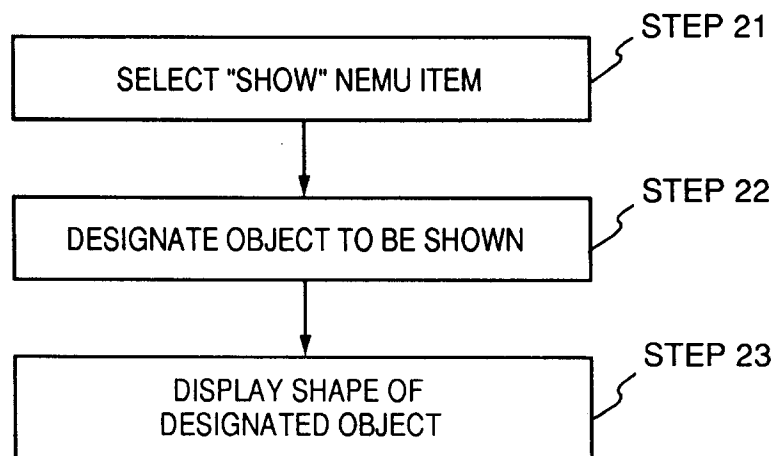 STEP 21
SELECT "SHOW" NEMU ITEM
STEP 22
DESIGNATE OBJECT TO BE SHOWN
STEP 23
DISPLAY SHAPE OF
DESIGNATED OBJECT